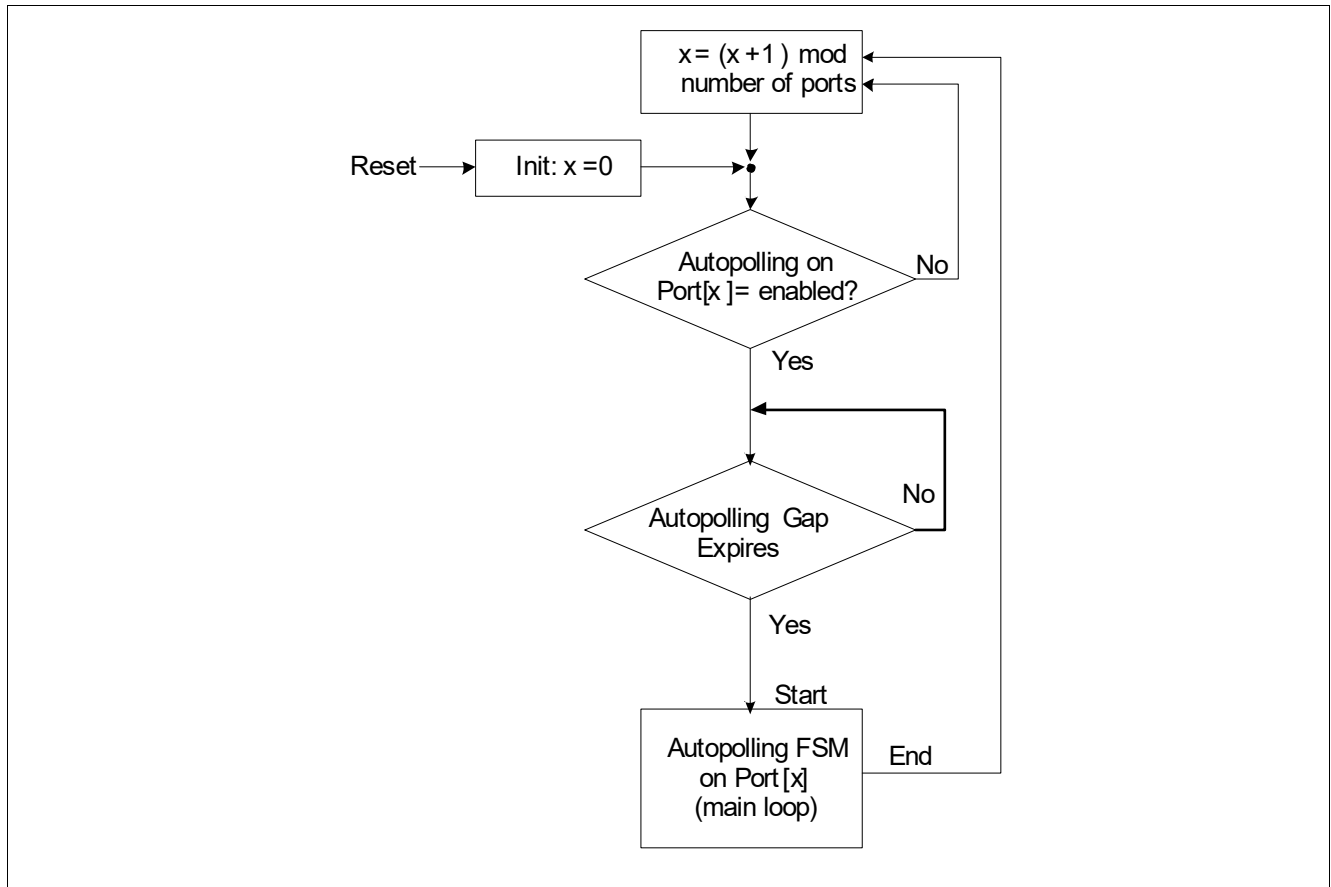 x = (x +1 ) mod
number of ports
Reset
Init: x =0
Autopolling on
Port[x ]= enabled?
No
Yes
No
Autopolling Gap
Expires
Yes
Start
Autopolling FSM
on Port[x]
(main loop)
End